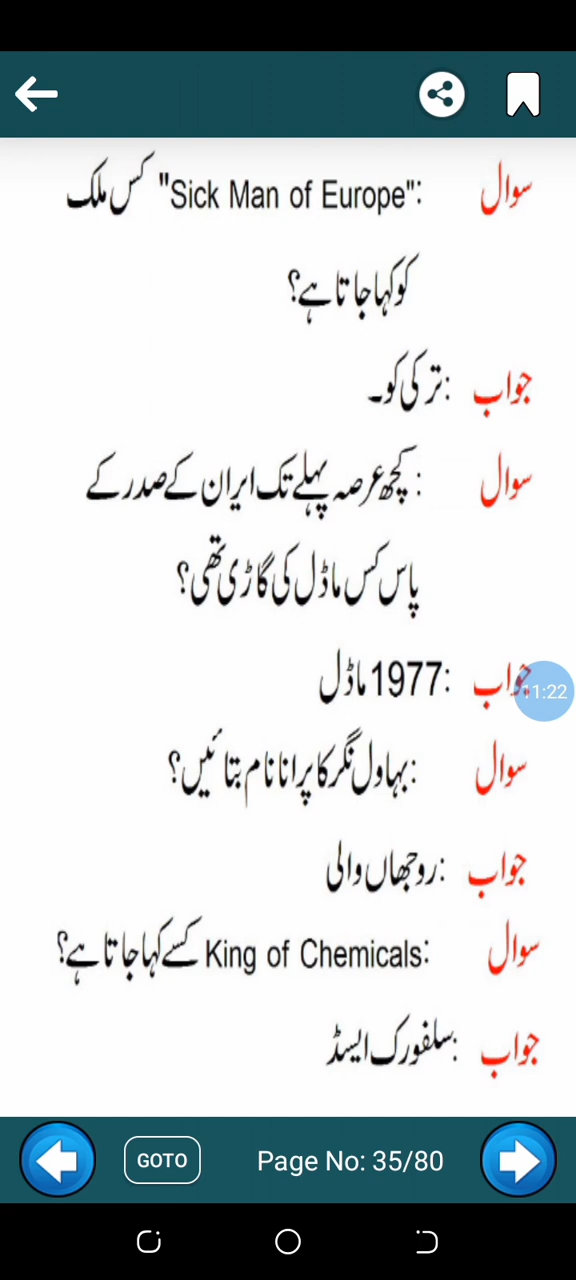 سوال :"Sick Man of Europe" کس ملک
کو کہا جاتا ہے؟
جواب :ترکی کو۔
سوال :کچھ عرصہ پہلے تک ایران کے صدر کے
پاس کس ماڈل کی گاڑی تھی؟
جواب :1977 ماڈل
11:22
سوال :بہاول نگر کا پرانا نام بتائیں؟
جواب :روجھاں والی
سوال :King of Chemicals کسے کہا جاتا ہے؟
جواب :سلفورک ایسڈ
GOTO
Page No: 35/80